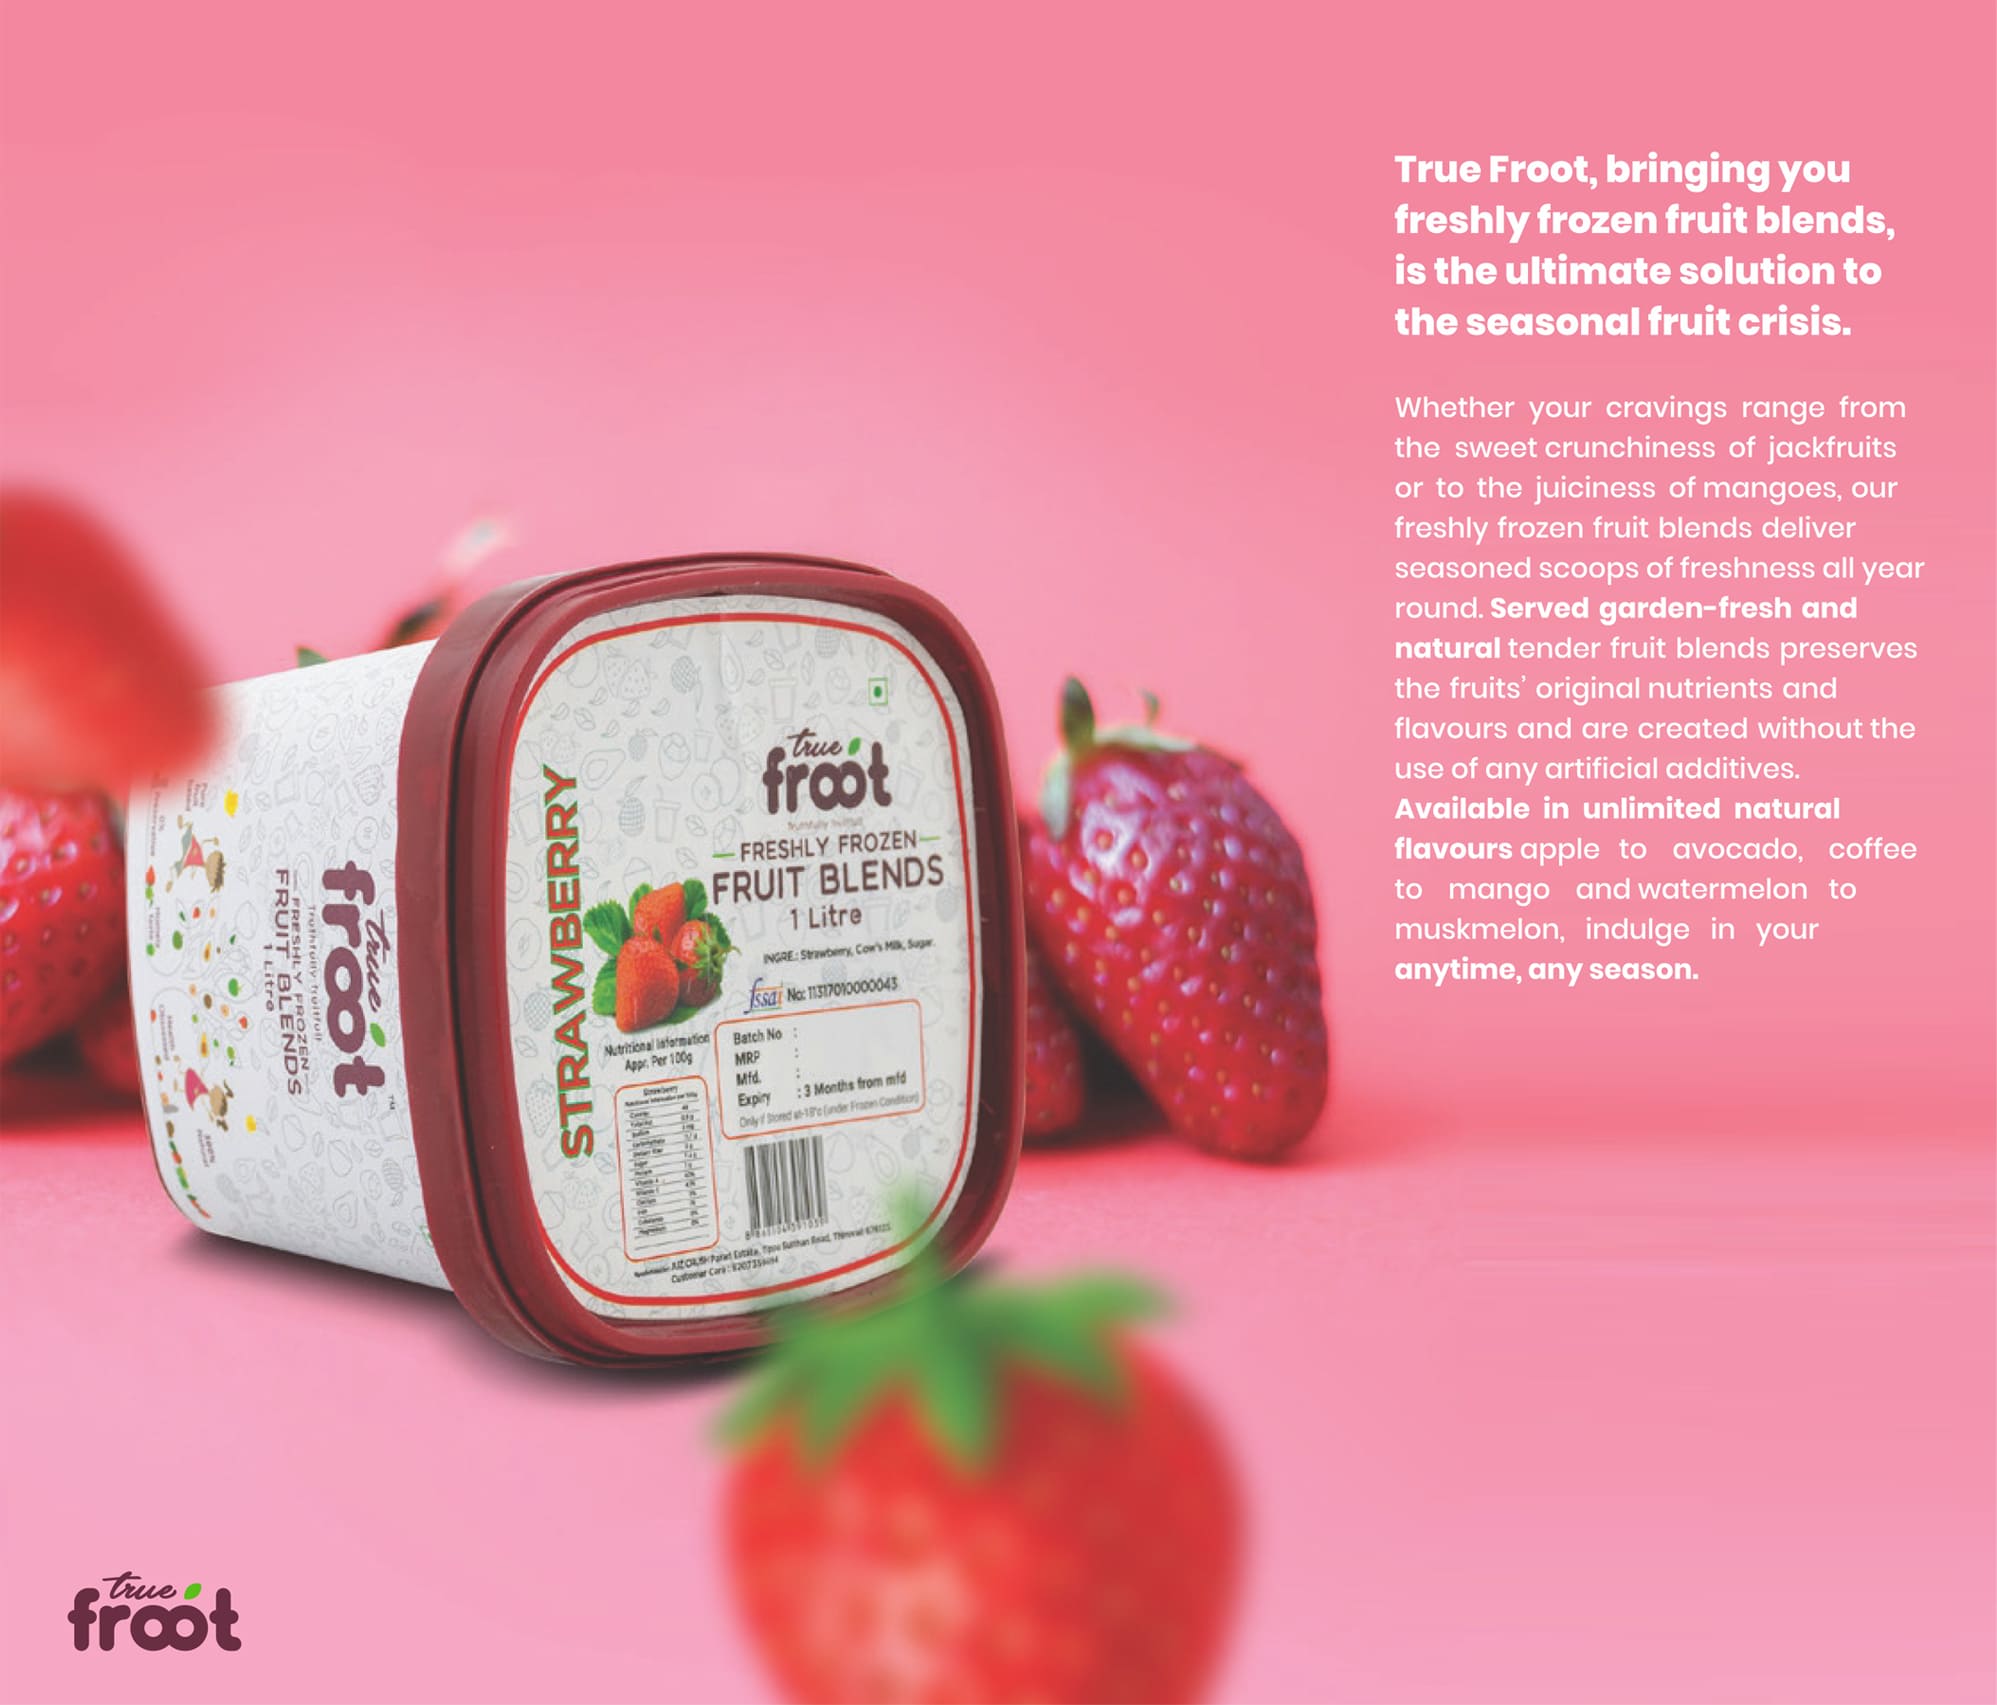 True Froot, bringing you
freshly frozen fruit blends,
is the ultimate solution to
the seasonal fruit crisis.
Whether your cravings range from
the sweet crunchiness of jackfruits
or to the juiciness of mangoes, our
freshly frozen fruit blends deliver
seasoned scoops of freshness all year
round. Served garden-fresh and
natural tender fruit blends preserves
the fruits’ original nutrients and
flavours and are created without the
use of any artificial additives.
Available in unlimited natural
flavours apple to avocado, coffee
to mango and watermelon to
muskmelon, indulge in your
anytime, any season.
true
froot
Truthfully fruitfull
FRESHLY FROZEN
FRUIT BLENDS
1 Litre
STRAWBERRY
true
froot
FRESHLY FROZEN
FRUIT BLENDS
1 Litre
INGRE.: Strawberry, Cow's Milk, Sugar.
fssai No: 11317010000043
Nutritional Information
Appr. Per 100g
Batch No :
MRP :
Mfd. :
Expiry : 3 Months from mfd
Only if Stored at-18°c (under Frozen Condition)
Strawberry
Customer Care :
true
froot